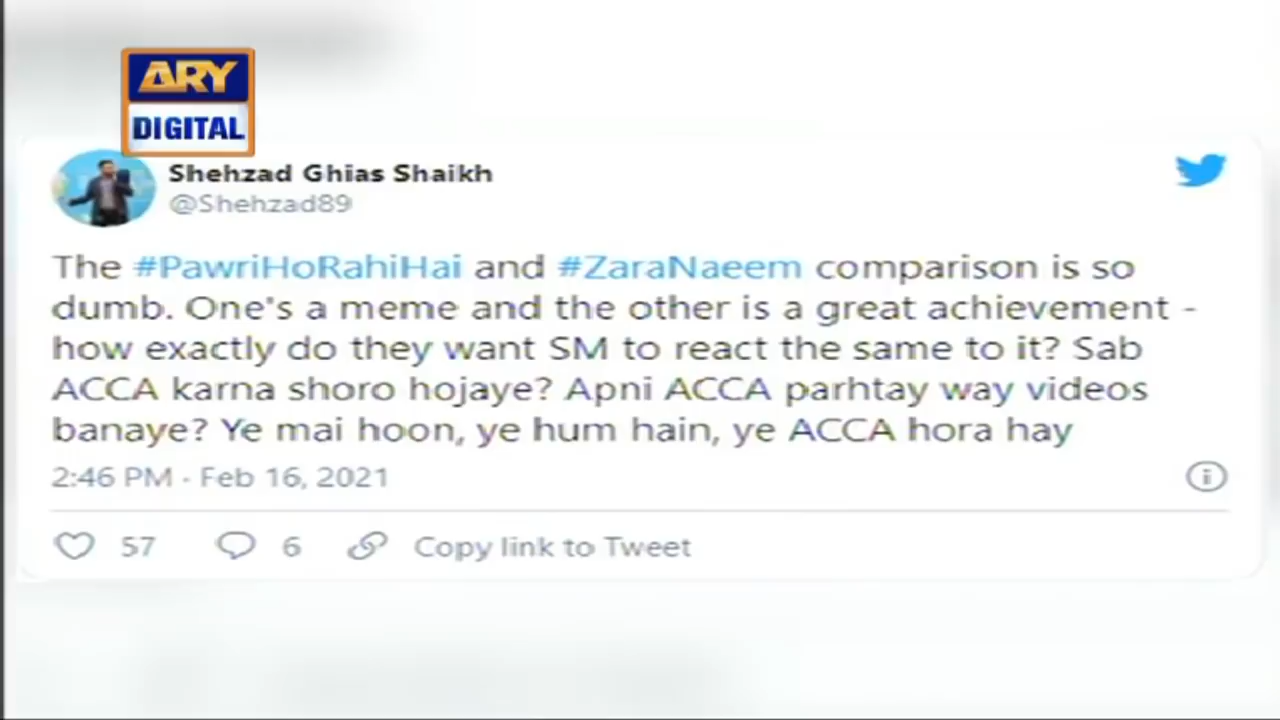 ARY
DIGITAL
Shehzad Ghias Shaikh
@Shehzad89
The #PawriHoRahiHai and #ZaraNaeem comparison is so
dumb. One's a meme and the other is a great achievement -
how exactly do they want SM to react the same to it? Sab
ACCA karna shoro hojaye? Apni ACCA parhtay way videos
banaye? Ye mai hoon, ye hum hain, ye ACCA hora hay
2:46 PM · Feb 16, 2021
57 6 Copy link to Tweet